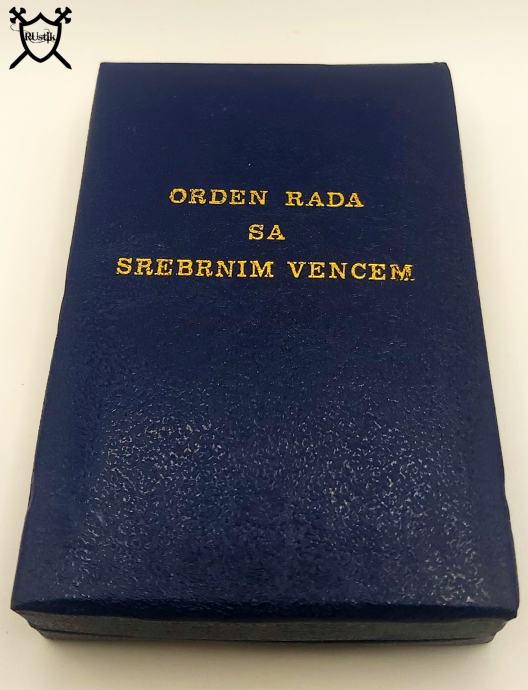 RUstIk
ORDEN RADA
SA
SREBRNIM VENCEM